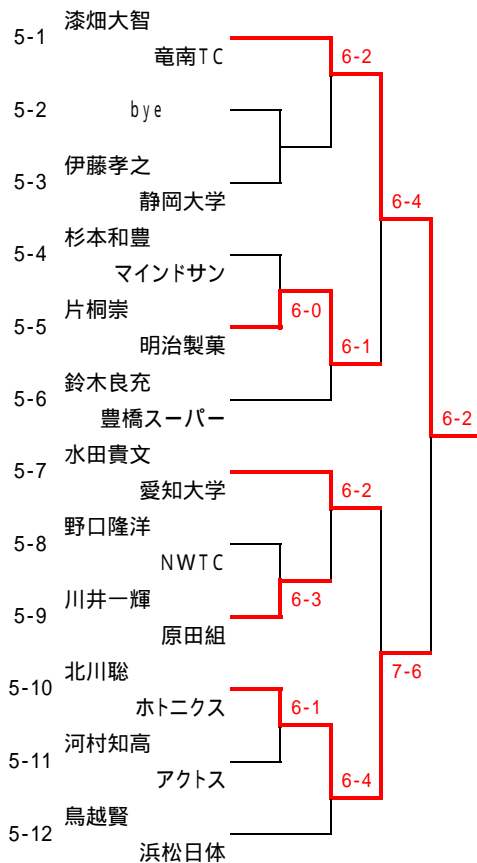 漆畑大智
5-1
竜南TC
6-2
5-2
bye
伊藤孝之
5-3
静岡大学
6-4
杉本和豊
5-4
マインドサン
片桐崇
5-5
6-0
明治製菓
6-1
鈴木良充
5-6
豊橋スーパー
6-2
水田貴文
5-7
愛知大学
6-2
野口隆洋
5-8
NWTC
川井一輝
5-9
6-3
原田組
北川聡
5-10
7-6
ホトニクス
6-1
河村知高
5-11
アクトス
6-4
鳥越賢
5-12
浜松日体